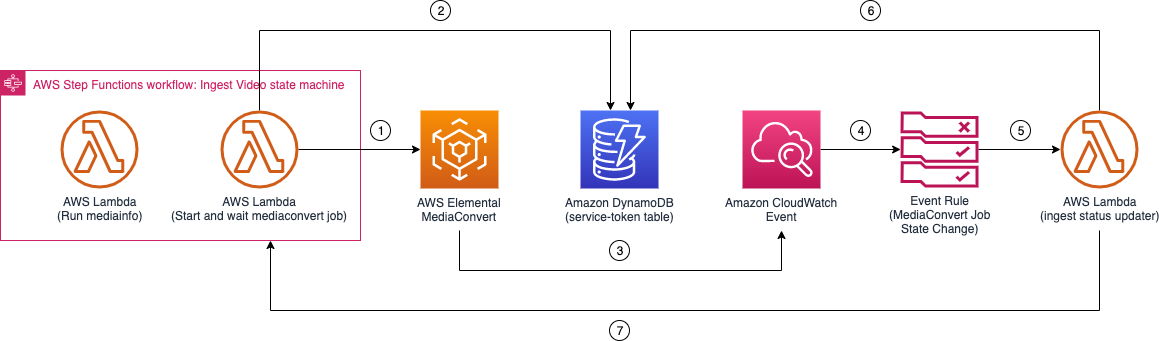 2
6
AWS Step Functions workflow: Ingest Video state machine
1
4
5
AWS Lambda
(Run mediainfo)
AWS Lambda
(Start and wait mediaconvert job)
AWS Elemental
MediaConvert
Amazon DynamoDB
(service-token table)
Amazon CloudWatch
Event
Event Rule
(MediaConvert Job
State Change)
AWS Lambda
(ingest status updater)
3
7